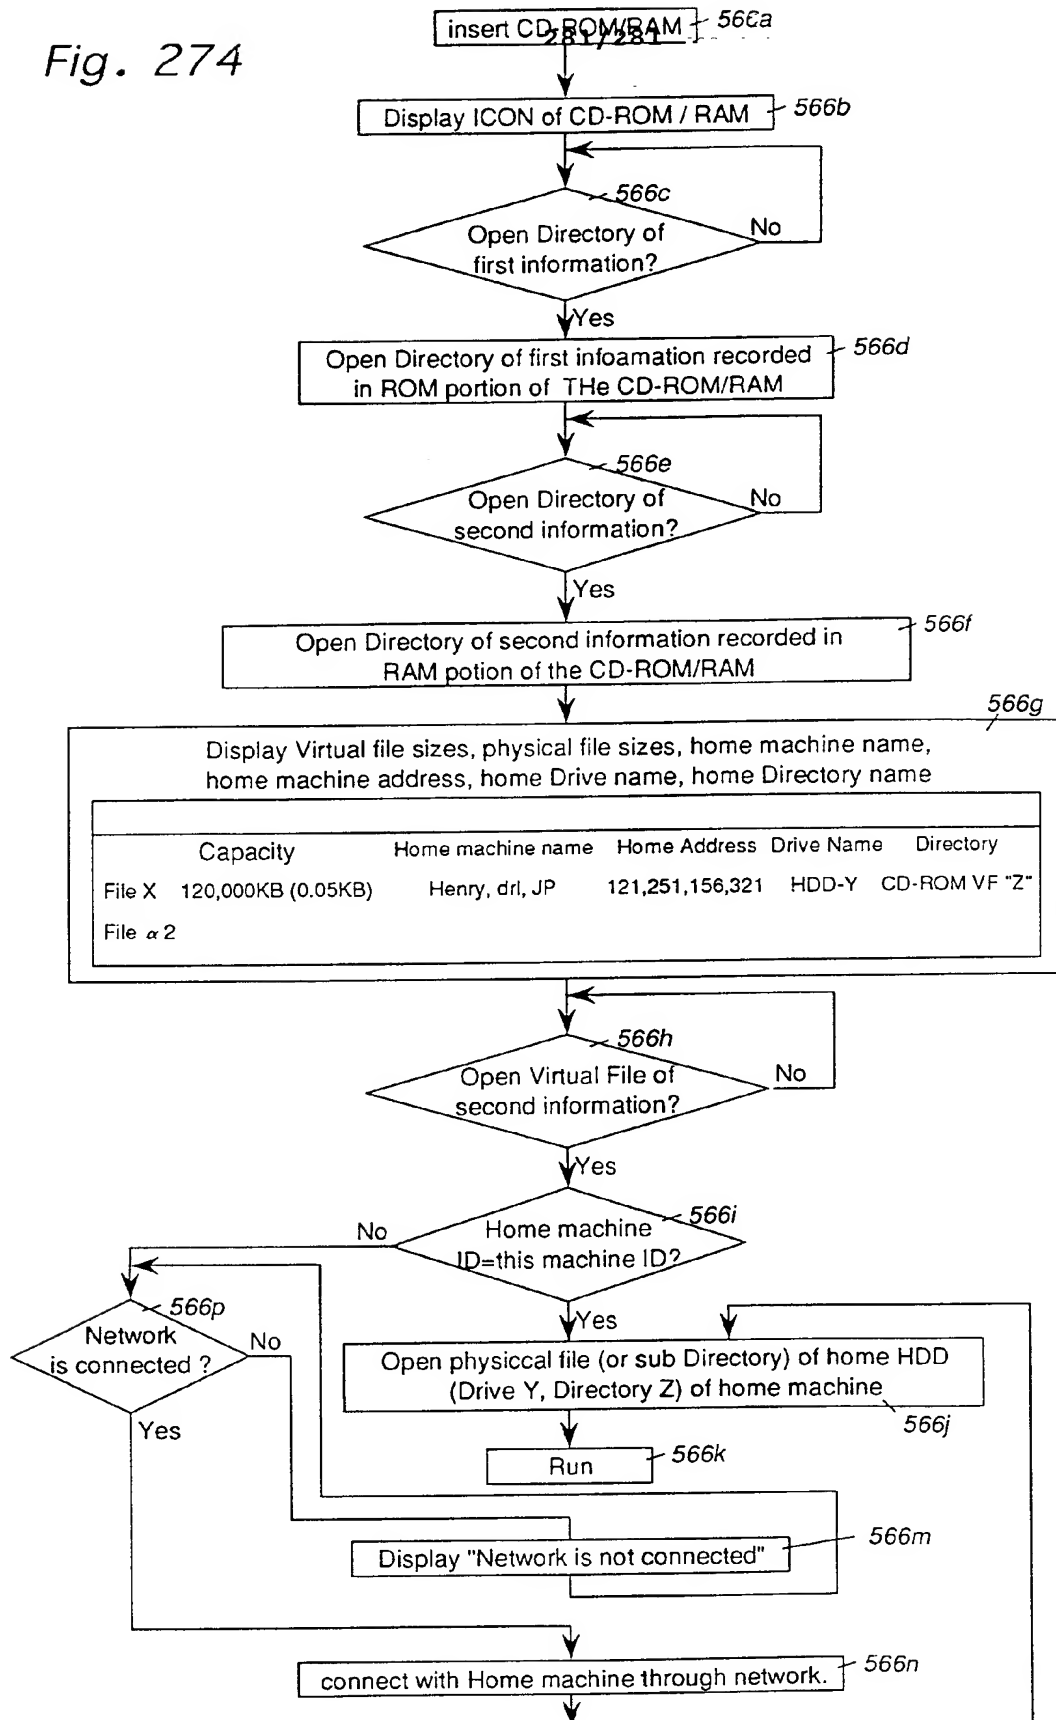 Fig. 274
insert CD-ROM/RAM
566a
281/281
Display ICON of CD-ROM / RAM
566b
566c
Open Directory of
first information?
No
Yes
Open Directory of first infoamation recorded
in ROM portion of THe CD-ROM/RAM
566d
566e
Open Directory of
second information?
No
Yes
Open Directory of second information recorded in
RAM potion of the CD-ROM/RAM
566f
566g
Display Virtual file sizes, physical file sizes, home machine name,
home machine address, home Drive name, home Directory name
Capacity Home machine name Home Address Drive Name Directory
File X 120,000KB (0.05KB) Henry, drl, JP 121,251,156,321 HDD-Y CD-ROM VF "Z"
File α2
566h
Open Virtual File of
second information?
No
Yes
566i
Home machine
ID=this machine ID?
No
Yes
566p
Network
is connected ?
No
Yes
Open physiccal file (or sub Directory) of home HDD
(Drive Y, Directory Z) of home machine
566j
Run
566k
Display "Network is not connected"
566m
connect with Home machine through network.
566n